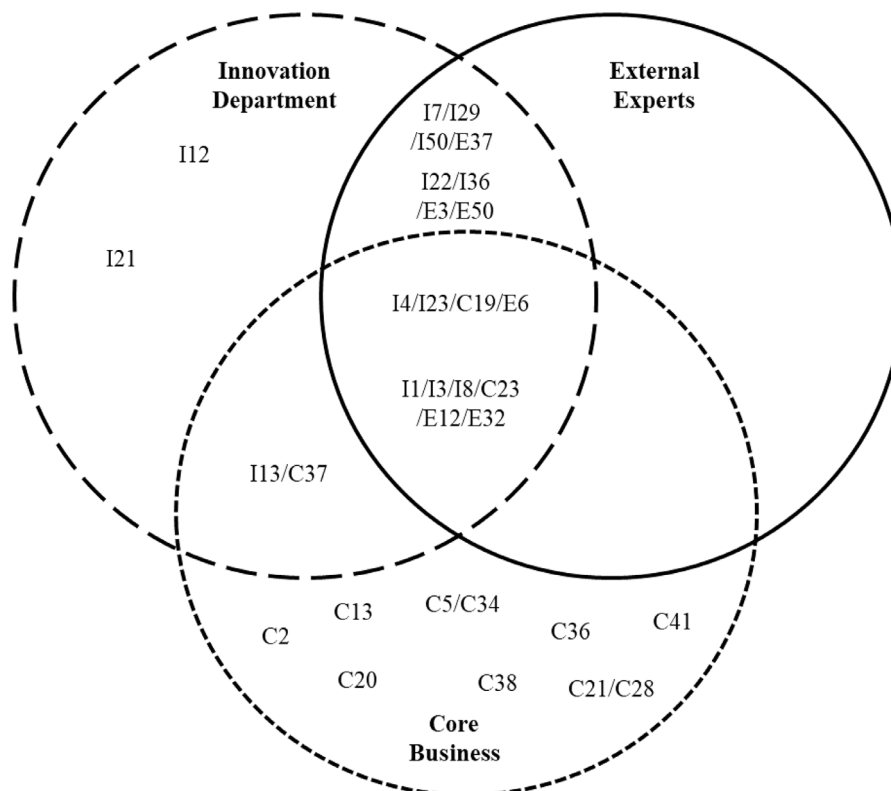 Innovation
Department
External
Experts
I7/I29
/I50/E37
I12
I22/I36
/E3/E50
I21
I4/I23/C19/E6
I1/I3/I8/C23
/E12/E32
I13/C37
C5/C34
C13
C41
C2
C36
C20
C38
C21/C28
Core
Business